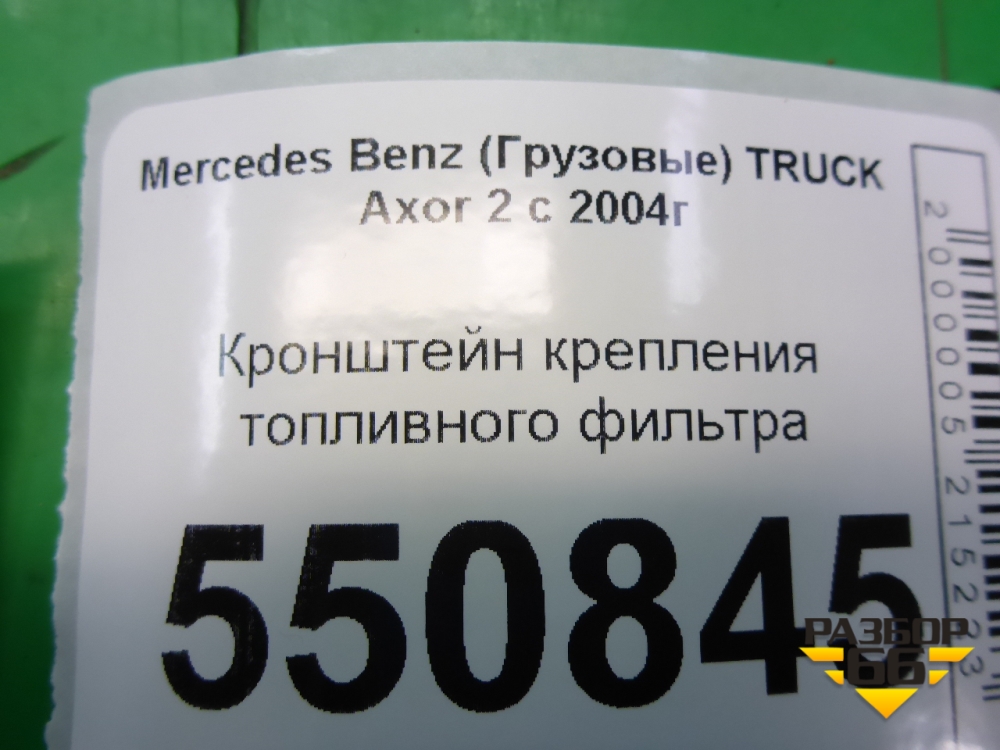 Mercedes Benz (Грузовые) TRUCK
Axor 2 с 2004г
Кронштейн крепления
топливного фильтра
550845
2000005215223
РАЗБОР
66